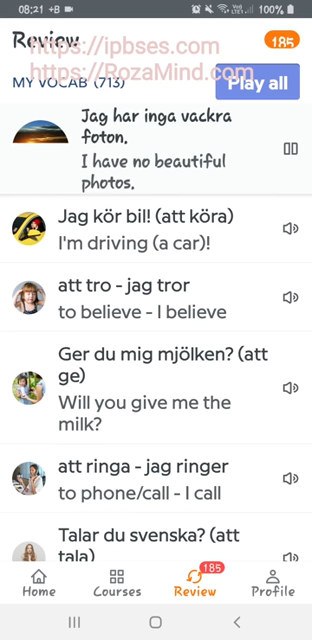 08:21 +B
100%
Review
185
https://ipbses.com
https://RozaMind.com
MY VOCAB (713)
Play all
Jag har inga vackra
foton.
I have no beautiful
photos.
Jag kör bil! (att köra)
I'm driving (a car)!
att tro - jag tror
to believe - I believe
Ger du mig mjölken? (att
ge)
Will you give me the
milk?
att ringa - jag ringer
to phone/call - I call
Talar du svenska? (att
tala)
185
Home
Courses
Review
Profile